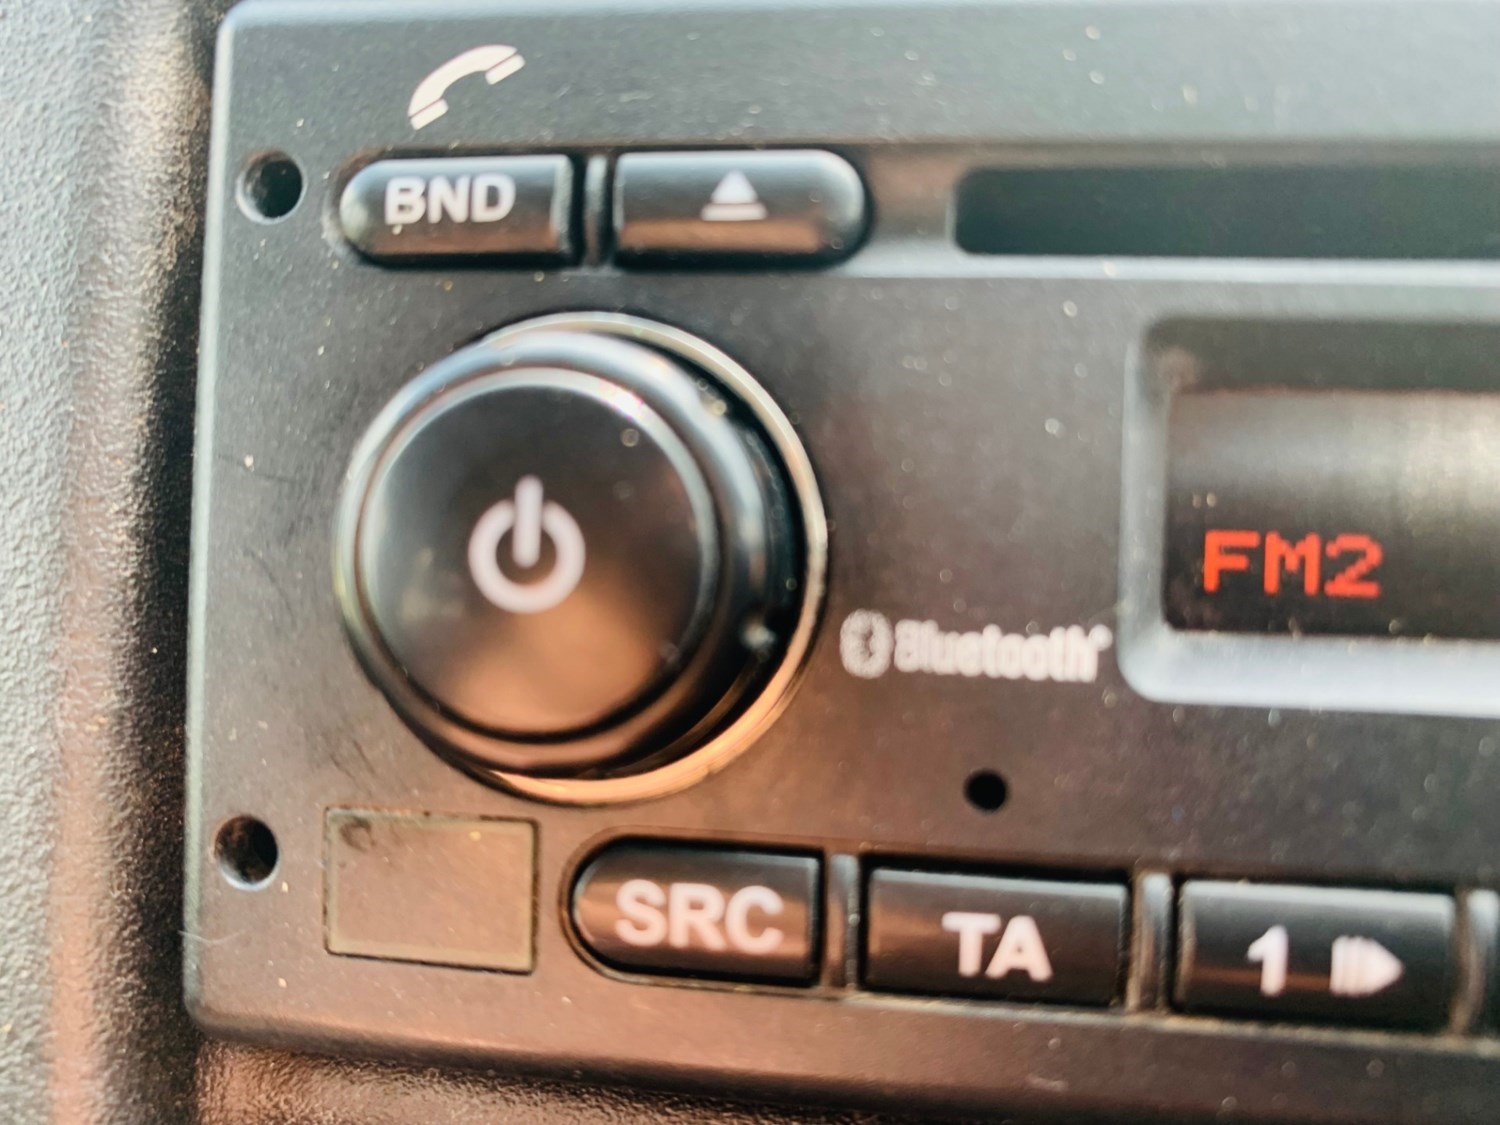 BND
FM2
Bluetooth®
SRC TA 1